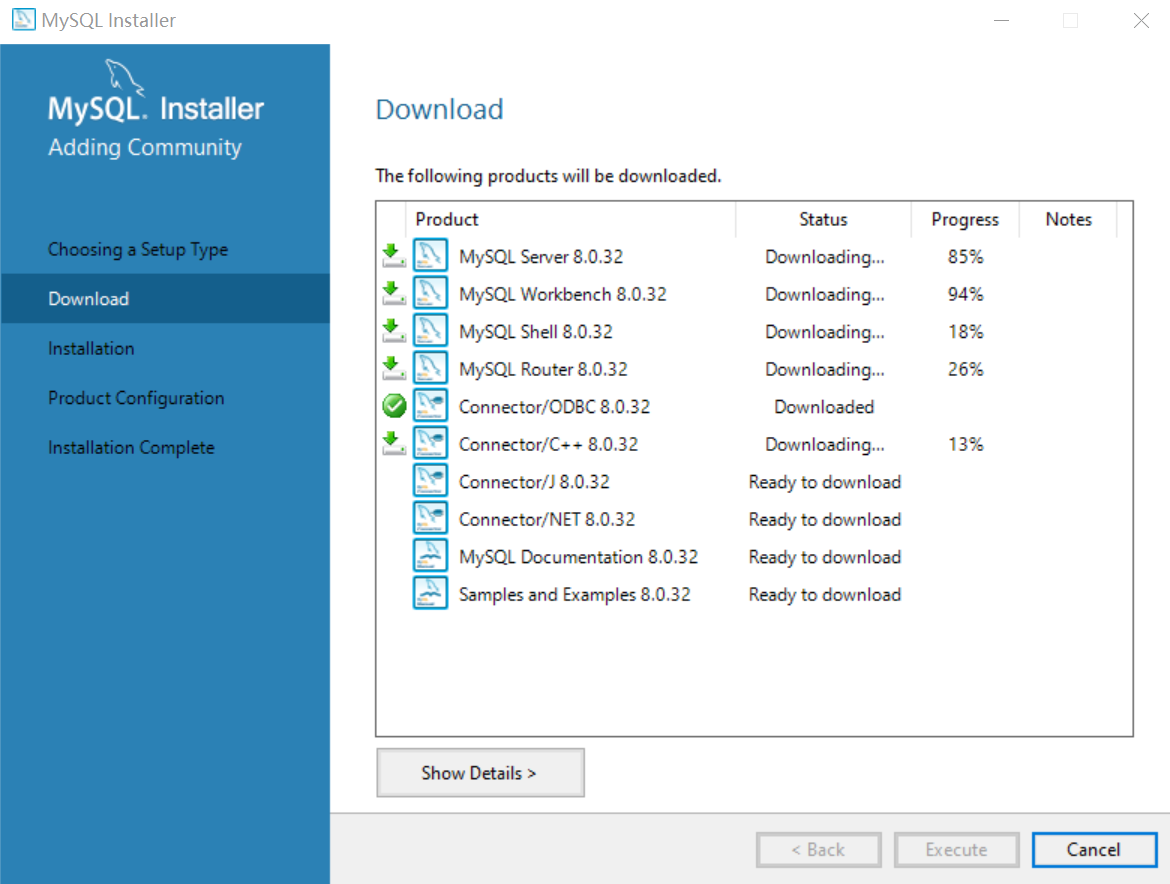 MySQL Installer
MySQL. Installer
Adding Community
Choosing a Setup Type
Download
Installation
Product Configuration
Installation Complete
Download
The following products will be downloaded.
Product Status Progress Notes
MySQL Server 8.0.32 Downloading... 85%
MySQL Workbench 8.0.32 Downloading... 94%
MySQL Shell 8.0.32 Downloading... 18%
MySQL Router 8.0.32 Downloading... 26%
Connector/ODBC 8.0.32 Downloaded
Connector/C++ 8.0.32 Downloading... 13%
Connector/J 8.0.32 Ready to download
Connector/NET 8.0.32 Ready to download
MySQL Documentation 8.0.32 Ready to download
Samples and Examples 8.0.32 Ready to download
Show Details >
< Back Execute Cancel